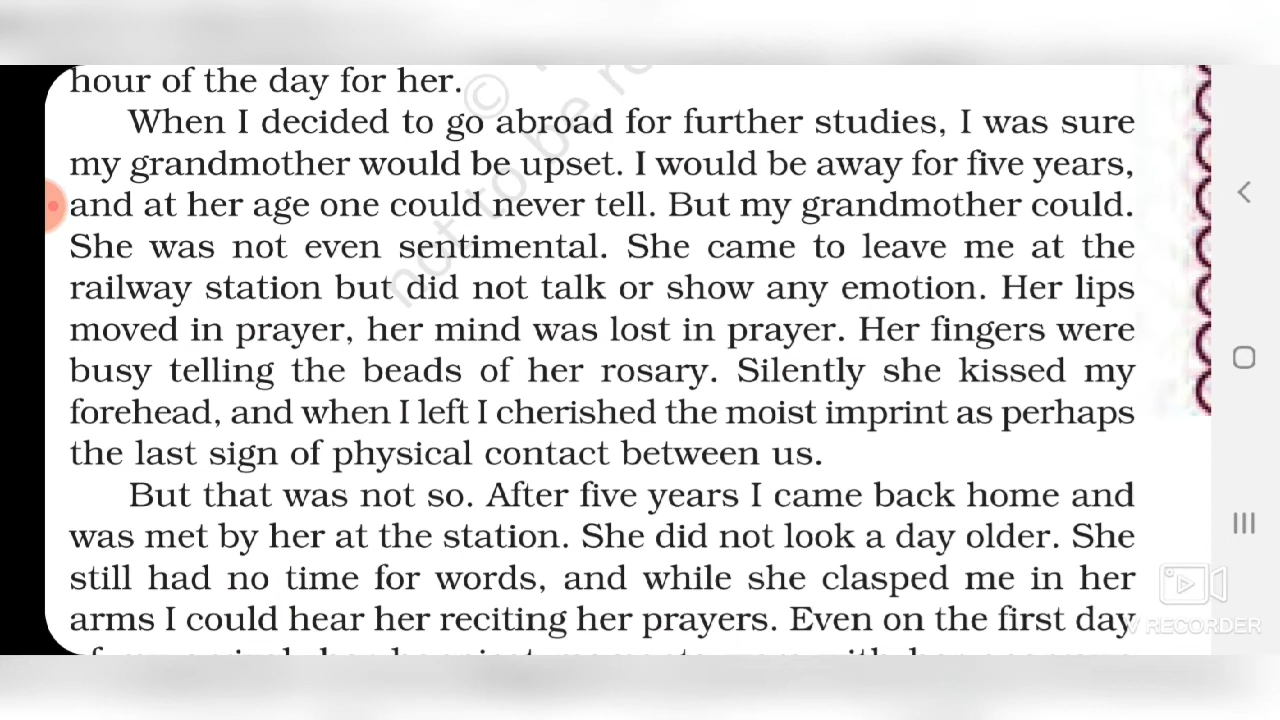 hour of the day for her.
When I decided to go abroad for further studies, I was sure
my grandmother would be upset. I would be away for five years,
and at her age one could never tell. But my grandmother could.
She was not even sentimental. She came to leave me at the
railway station but did not talk or show any emotion. Her lips
moved in prayer, her mind was lost in prayer. Her fingers were
busy telling the beads of her rosary. Silently she kissed my
forehead, and when I left I cherished the moist imprint as perhaps
the last sign of physical contact between us.
But that was not so. After five years I came back home and
was met by her at the station. She did not look a day older. She
still had no time for words, and while she clasped me in her
arms I could hear her reciting her prayers. Even on the first day
©
not to be re
RECORDER